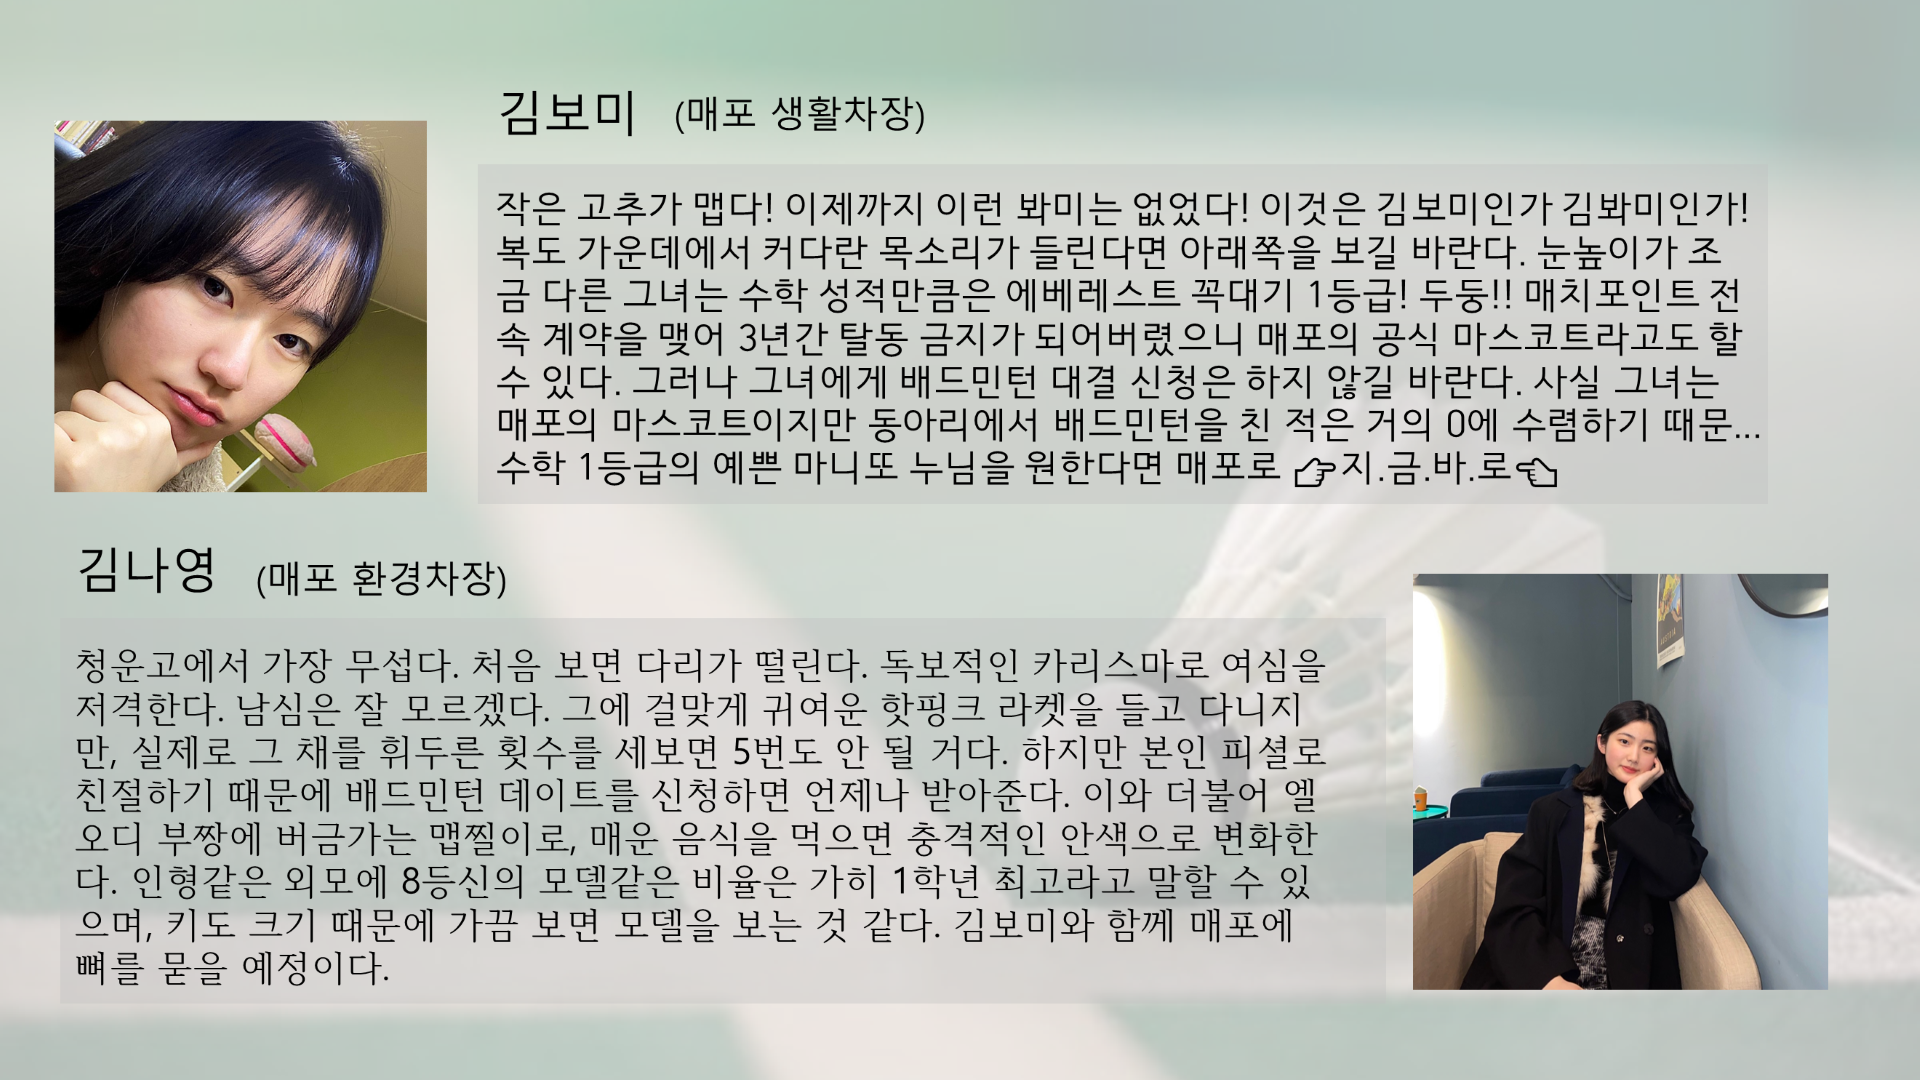 김보미 (매포 생활차장)
작은 고추가 맵다! 이제까지 이런 봐미는 없었다! 이것은 김보미인가 김봐미인가!
복도 가운데에서 커다란 목소리가 들린다면 아래쪽을 보길 바란다. 눈높이가 조
금 다른 그녀는 수학 성적만큼은 에베레스트 꼭대기 1등급! 두둥!! 매치포인트 전
속 계약을 맺어 3년간 탈동 금지가 되어버렸으니 매포의 공식 마스코트라고도 할
수 있다. 그러나 그녀에게 배드민턴 대결 신청은 하지 않길 바란다. 사실 그녀는
매포의 마스코트이지만 동아리에서 배드민턴을 친 적은 거의 0에 수렴하기 때문...
수학 1등급의 예쁜 마니또 누님을 원한다면 매포로 👉지.금.바.로👈
김나영 (매포 환경차장)
청운고에서 가장 무섭다. 처음 보면 다리가 떨린다. 독보적인 카리스마로 여심을
저격한다. 남심은 잘 모르겠다. 그에 걸맞게 귀여운 핫핑크 라켓을 들고 다니지
만, 실제로 그 채를 휘두른 횟수를 세보면 5번도 안 될 거다. 하지만 본인 피셜로
친절하기 때문에 배드민턴 데이트를 신청하면 언제나 받아준다. 이와 더불어 엘
오디 부짱에 버금가는 맵찔이로, 매운 음식을 먹으면 충격적인 안색으로 변화한
다. 인형같은 외모에 8등신의 모델같은 비율은 가히 1학년 최고라고 말할 수 있
으며, 키도 크기 때문에 가끔 보면 모델을 보는 것 같다. 김보미와 함께 매포에
뼈를 묻을 예정이다.